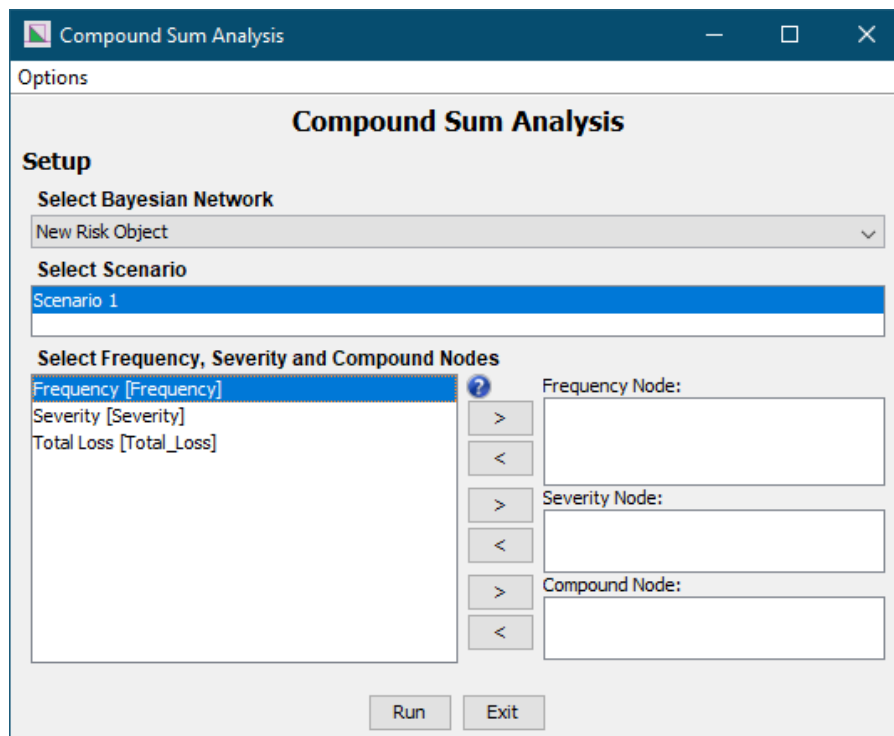 Compound Sum Analysis
Options
Compound Sum Analysis
Setup
Select Bayesian Network
New Risk Object
Select Scenario
Scenario 1
Select Frequency, Severity and Compound Nodes
Frequency [Frequency]
Severity [Severity]
Total Loss [Total_Loss]
?
>
<
>
<
>
<
Frequency Node:
Severity Node:
Compound Node:
Run
Exit